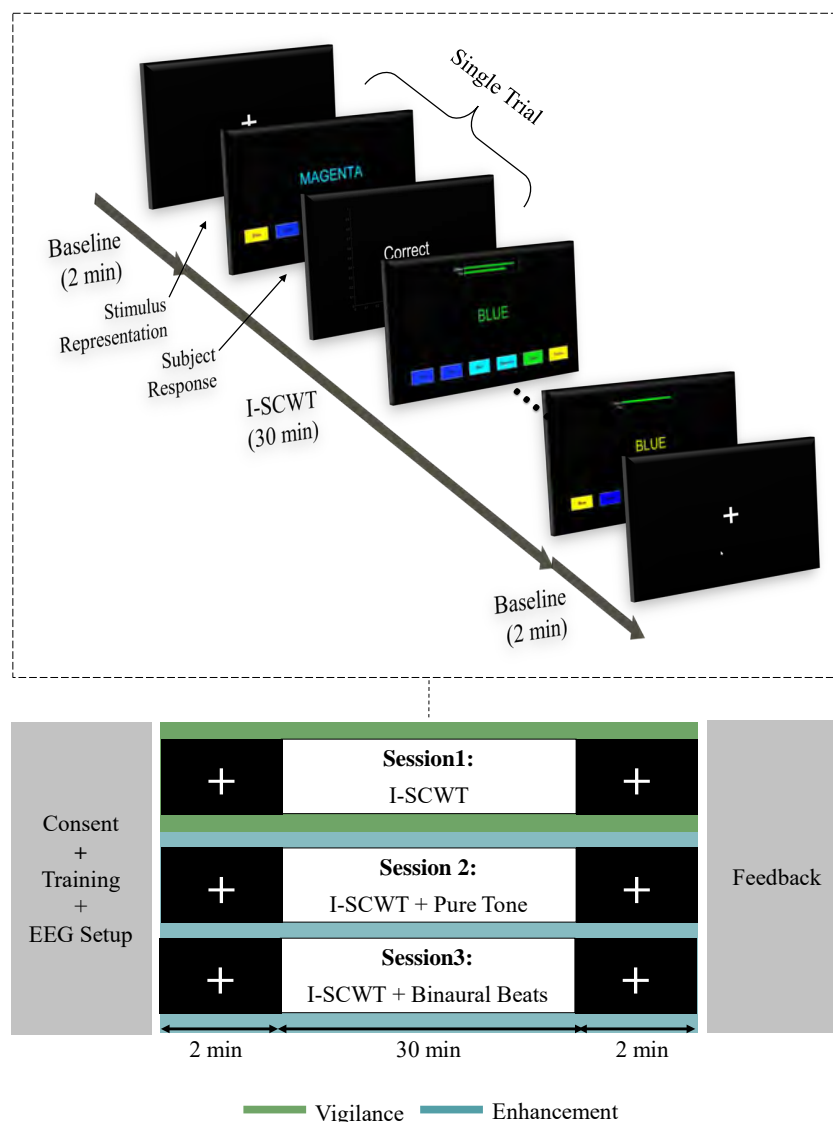 Single Trial
MAGENTA
Correct
BLUE
BLUE
Baseline
(2 min)
Stimulus
Representation
Subject
Response
I-SCWT
(30 min)
Baseline
(2 min)
Consent
+
Training
+
EEG Setup
Session1:
I-SCWT
Session 2:
I-SCWT + Pure Tone
Session3:
I-SCWT + Binaural Beats
Feedback
2 min
30 min
2 min
Vigilance
Enhancement